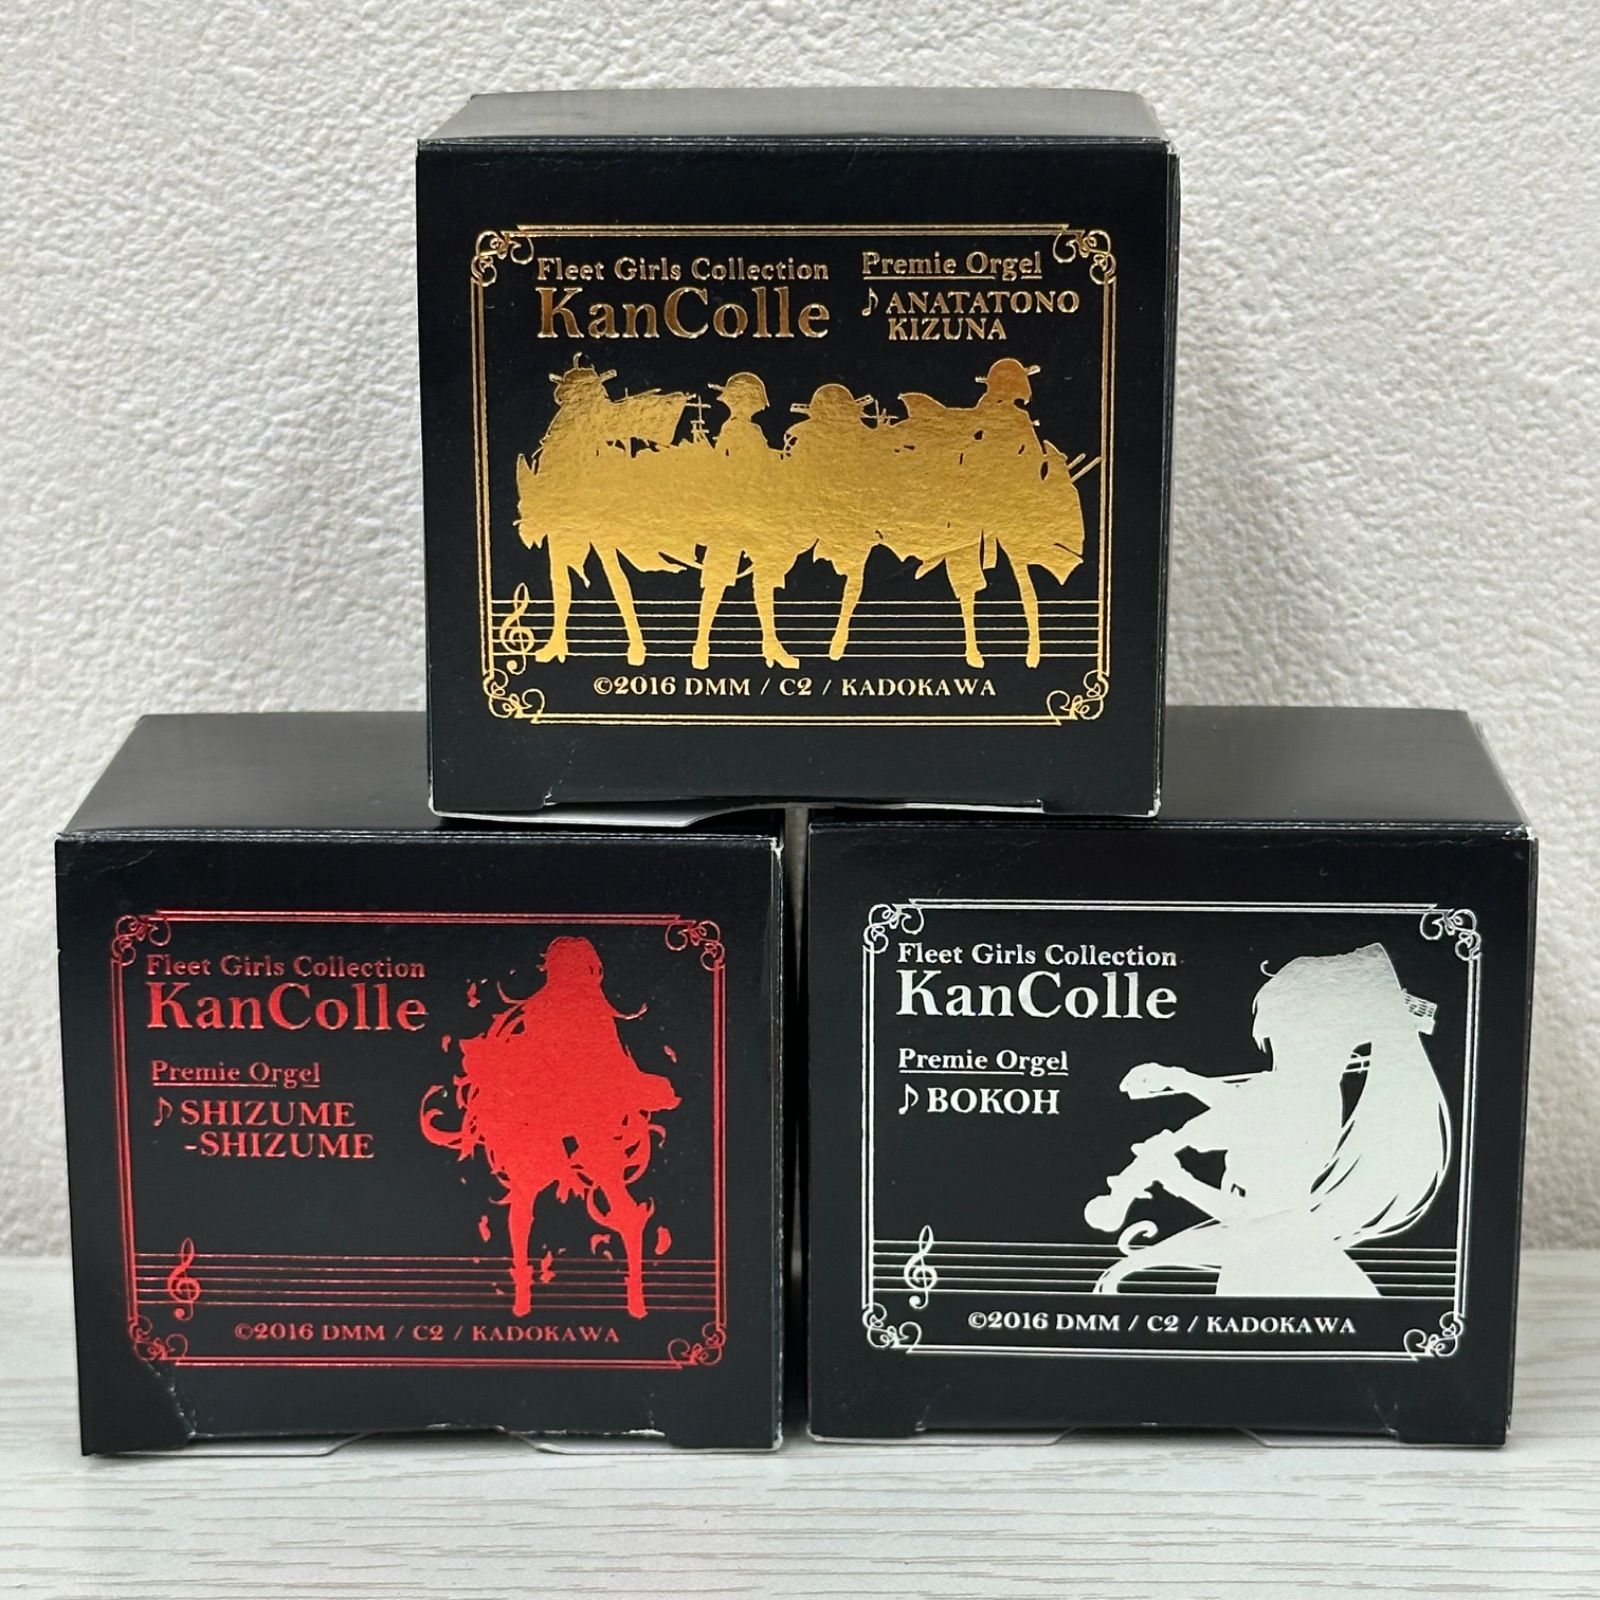 Fleet Girls Collection
KanColle
Premie Orgel
♪ANATATONO
KIZUNA
©2016 DMM / C2 / KADOKAWA
Fleet Girls Collection
KanColle
Premie Orgel
♪SHIZUME
-SHIZUME
©2016 DMM / C2 / KADOKAWA
Fleet Girls Collection
KanColle
Premie Orgel
♪BOKOH
©2016 DMM / C2 / KADOKAWA